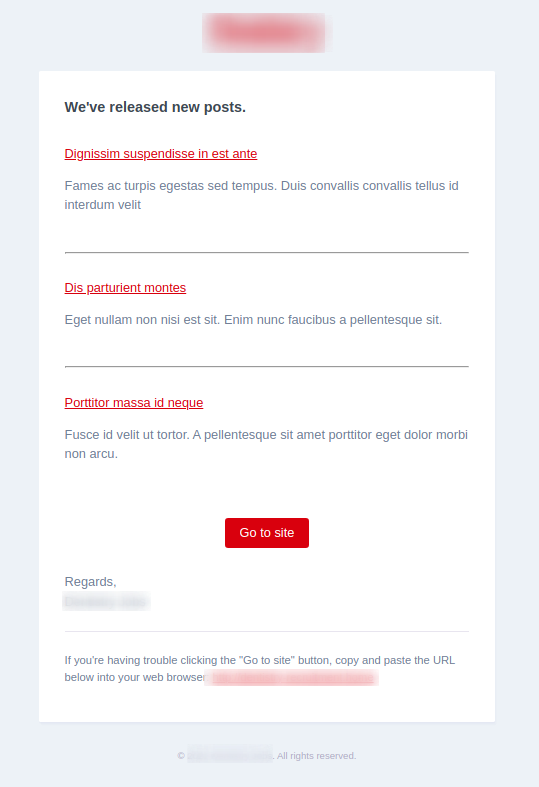 We've released new posts.
Dignissim suspendisse in est ante
Fames ac turpis egestas sed tempus. Duis convallis convallis tellus id
interdum velit
Dis parturient montes
Eget nullam non nisi est sit. Enim nunc faucibus a pellentesque sit.
Porttitor massa id neque
Fusce id velit ut tortor. A pellentesque sit amet porttitor eget dolor morbi
non arcu.
Go to site
Regards,
If you're having trouble clicking the "Go to site" button, copy and paste the URL
below into your web browser
© . All rights reserved.